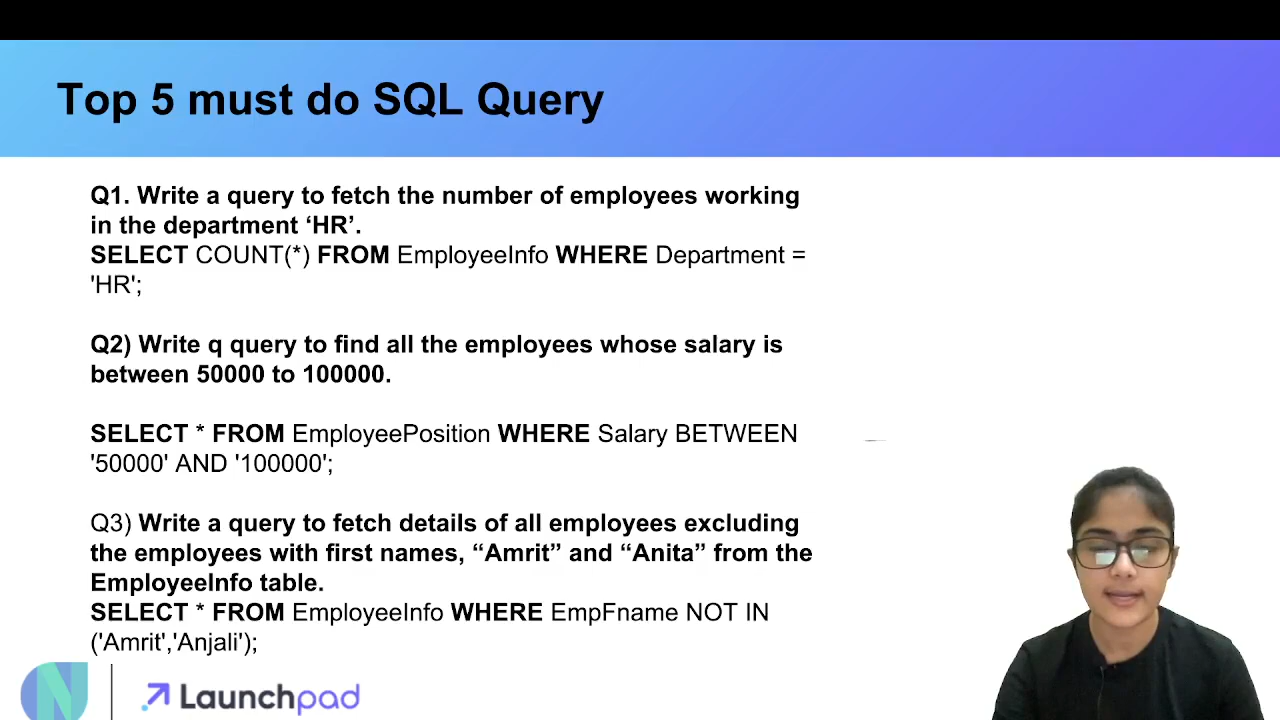 Top 5 must do SQL Query
Q1. Write a query to fetch the number of employees working
in the department ‘HR’.
SELECT COUNT(*) FROM EmployeeInfo WHERE Department =
'HR';
Q2) Write q query to find all the employees whose salary is
between 50000 to 100000.
SELECT * FROM EmployeePosition WHERE Salary BETWEEN
'50000' AND '100000';
Q3) Write a query to fetch details of all employees excluding
the employees with first names, “Amrit” and “Anita” from the
EmployeeInfo table.
SELECT * FROM EmployeeInfo WHERE EmpFname NOT IN
('Amrit','Anjali');
N Launchpad